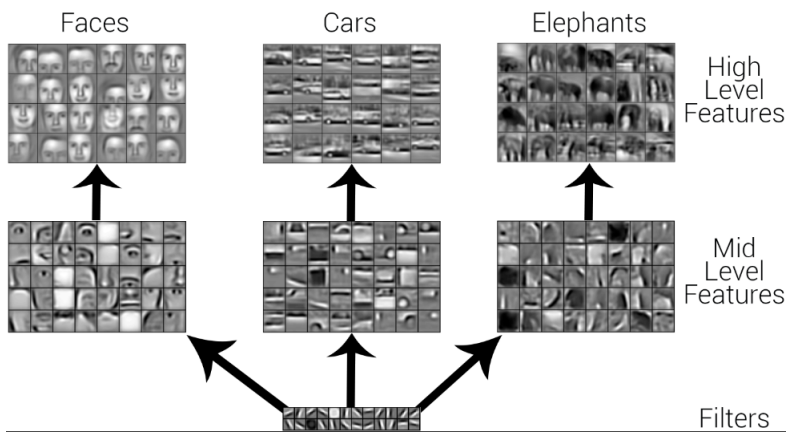 Faces
Cars
Elephants
High
Level
Features
Mid
Level
Features
Filters